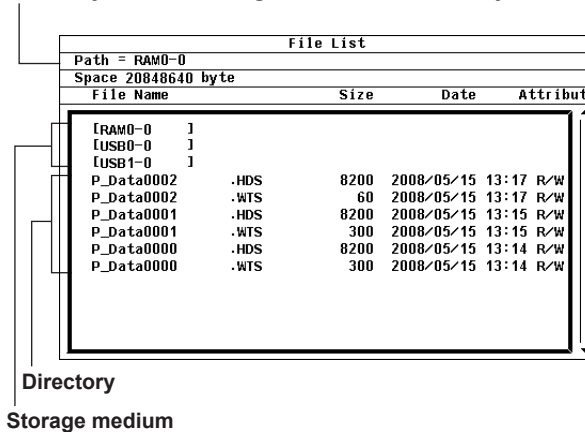 File List
Path = RAM0-0
Space 20848640 byte
File Name Size Date
[RAM0-0 ]
[USB0-0 ]
[USB1-0 ]
P_Data0002 .HDS 8200 2008/05/15 13:17 R/W
P_Data0002 .WTS 60 2008/05/15 13:17 R/W
P_Data0001 .HDS 8200 2008/05/15 13:15 R/W
P_Data0001 .WTS 300 2008/05/15 13:15 R/W
P_Data0000 .HDS 8200 2008/05/15 13:14 R/W
P_Data0000 .WTS 300 2008/05/15 13:14 R/W
Directory
Storage medium